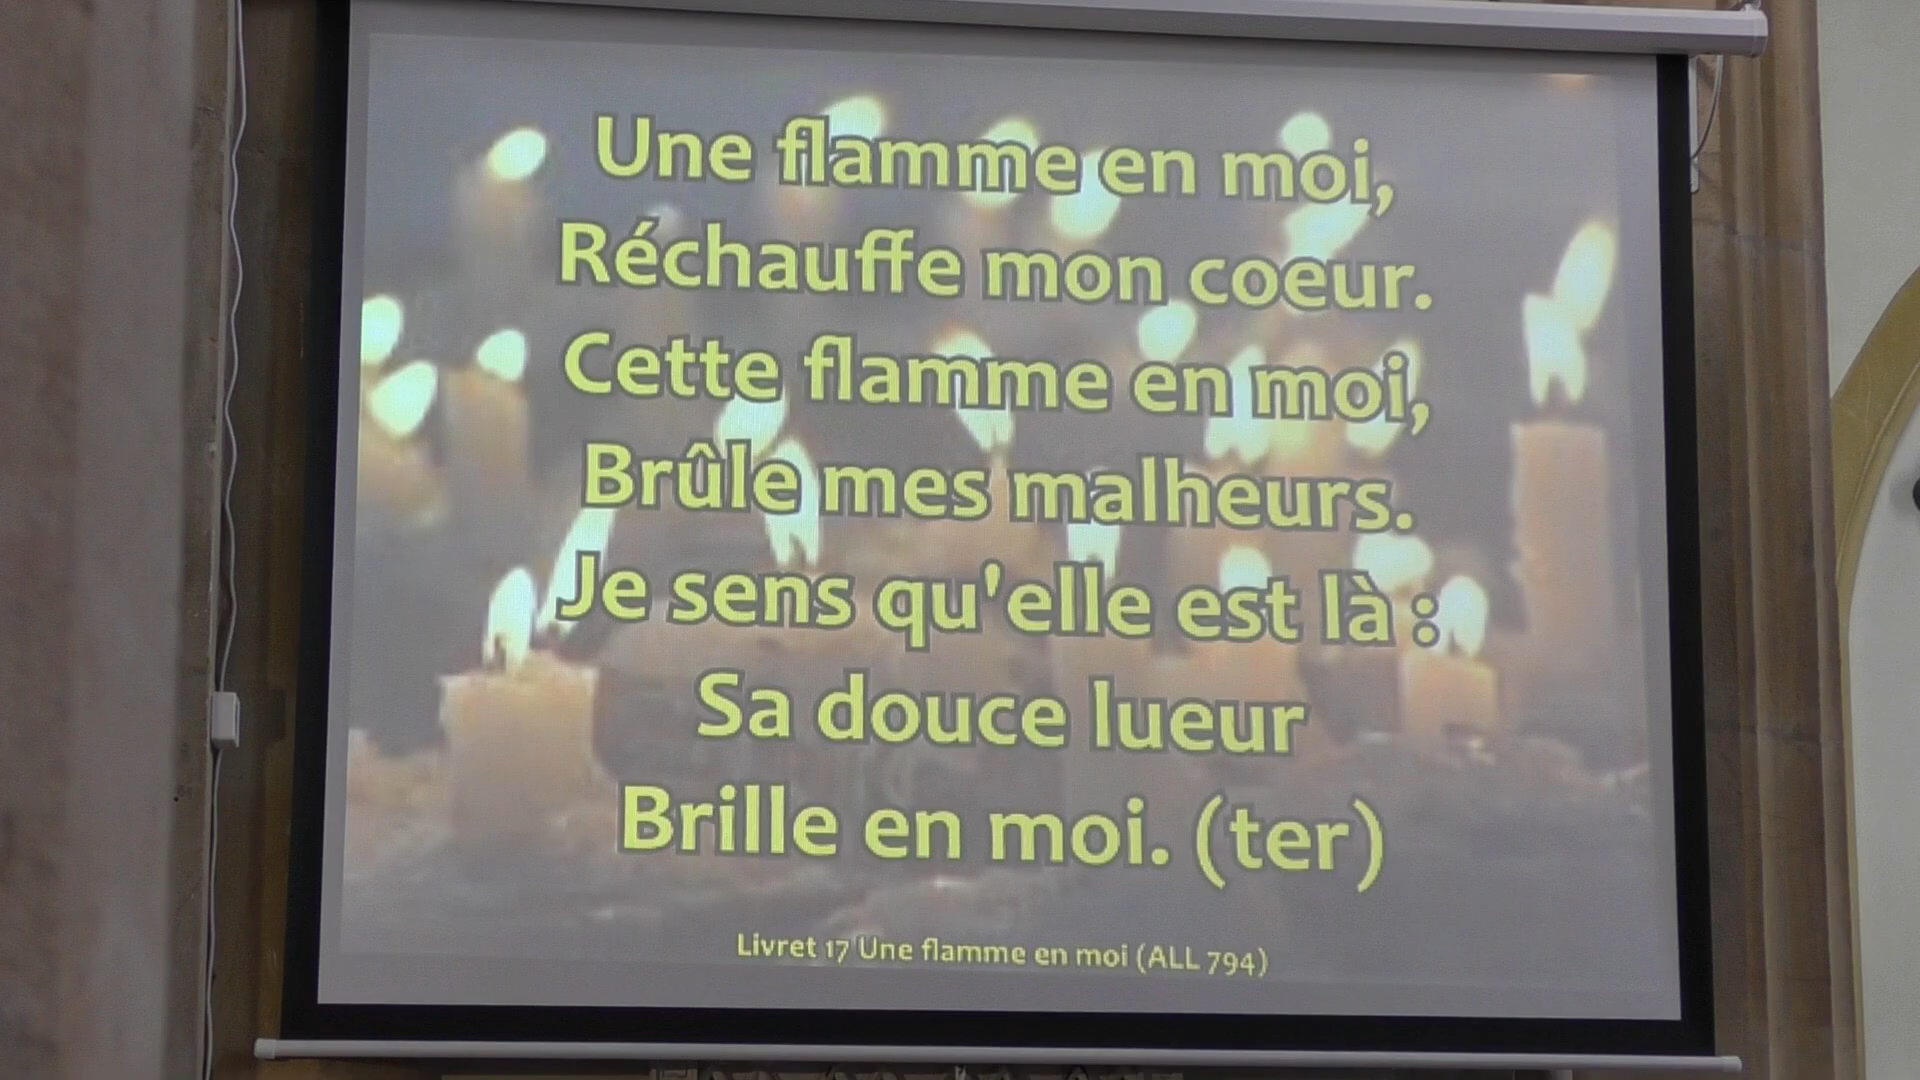 Une flamme en moi,
Réchauffe mon coeur.
Cette flamme en moi,
Brûle mes malheurs.
Je sens qu'elle est là :
Sa douce lueur
Brille en moi. (ter)
Livret 17 Une flamme en moi (ALL 794)